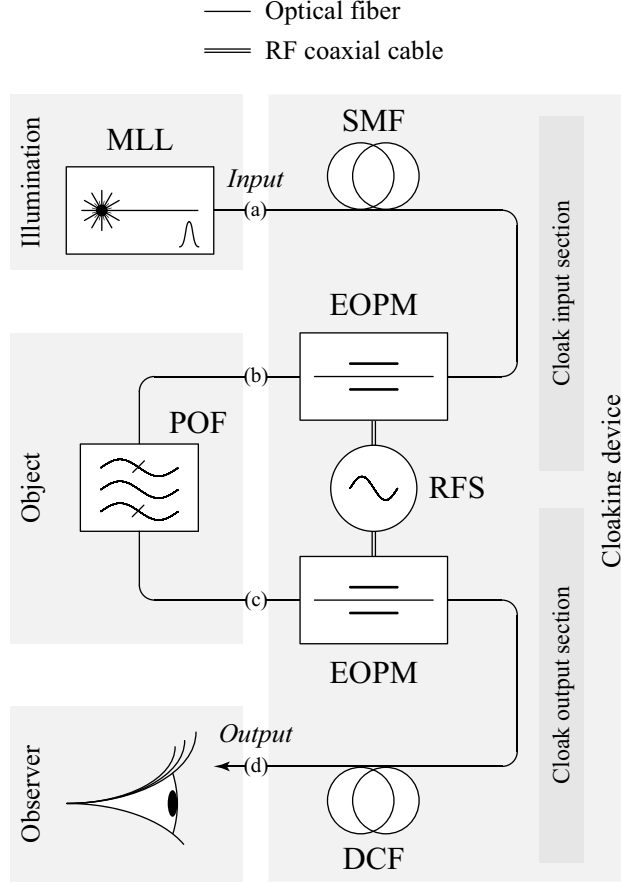 Optical fiber
RF coaxial cable
Illumination
MLL
Input
(a)
SMF
Cloak input section
EOPM
(b)
Object
POF
RFS
Cloaking device
(c)
EOPM
Cloak output section
Observer
Output
(d)
DCF